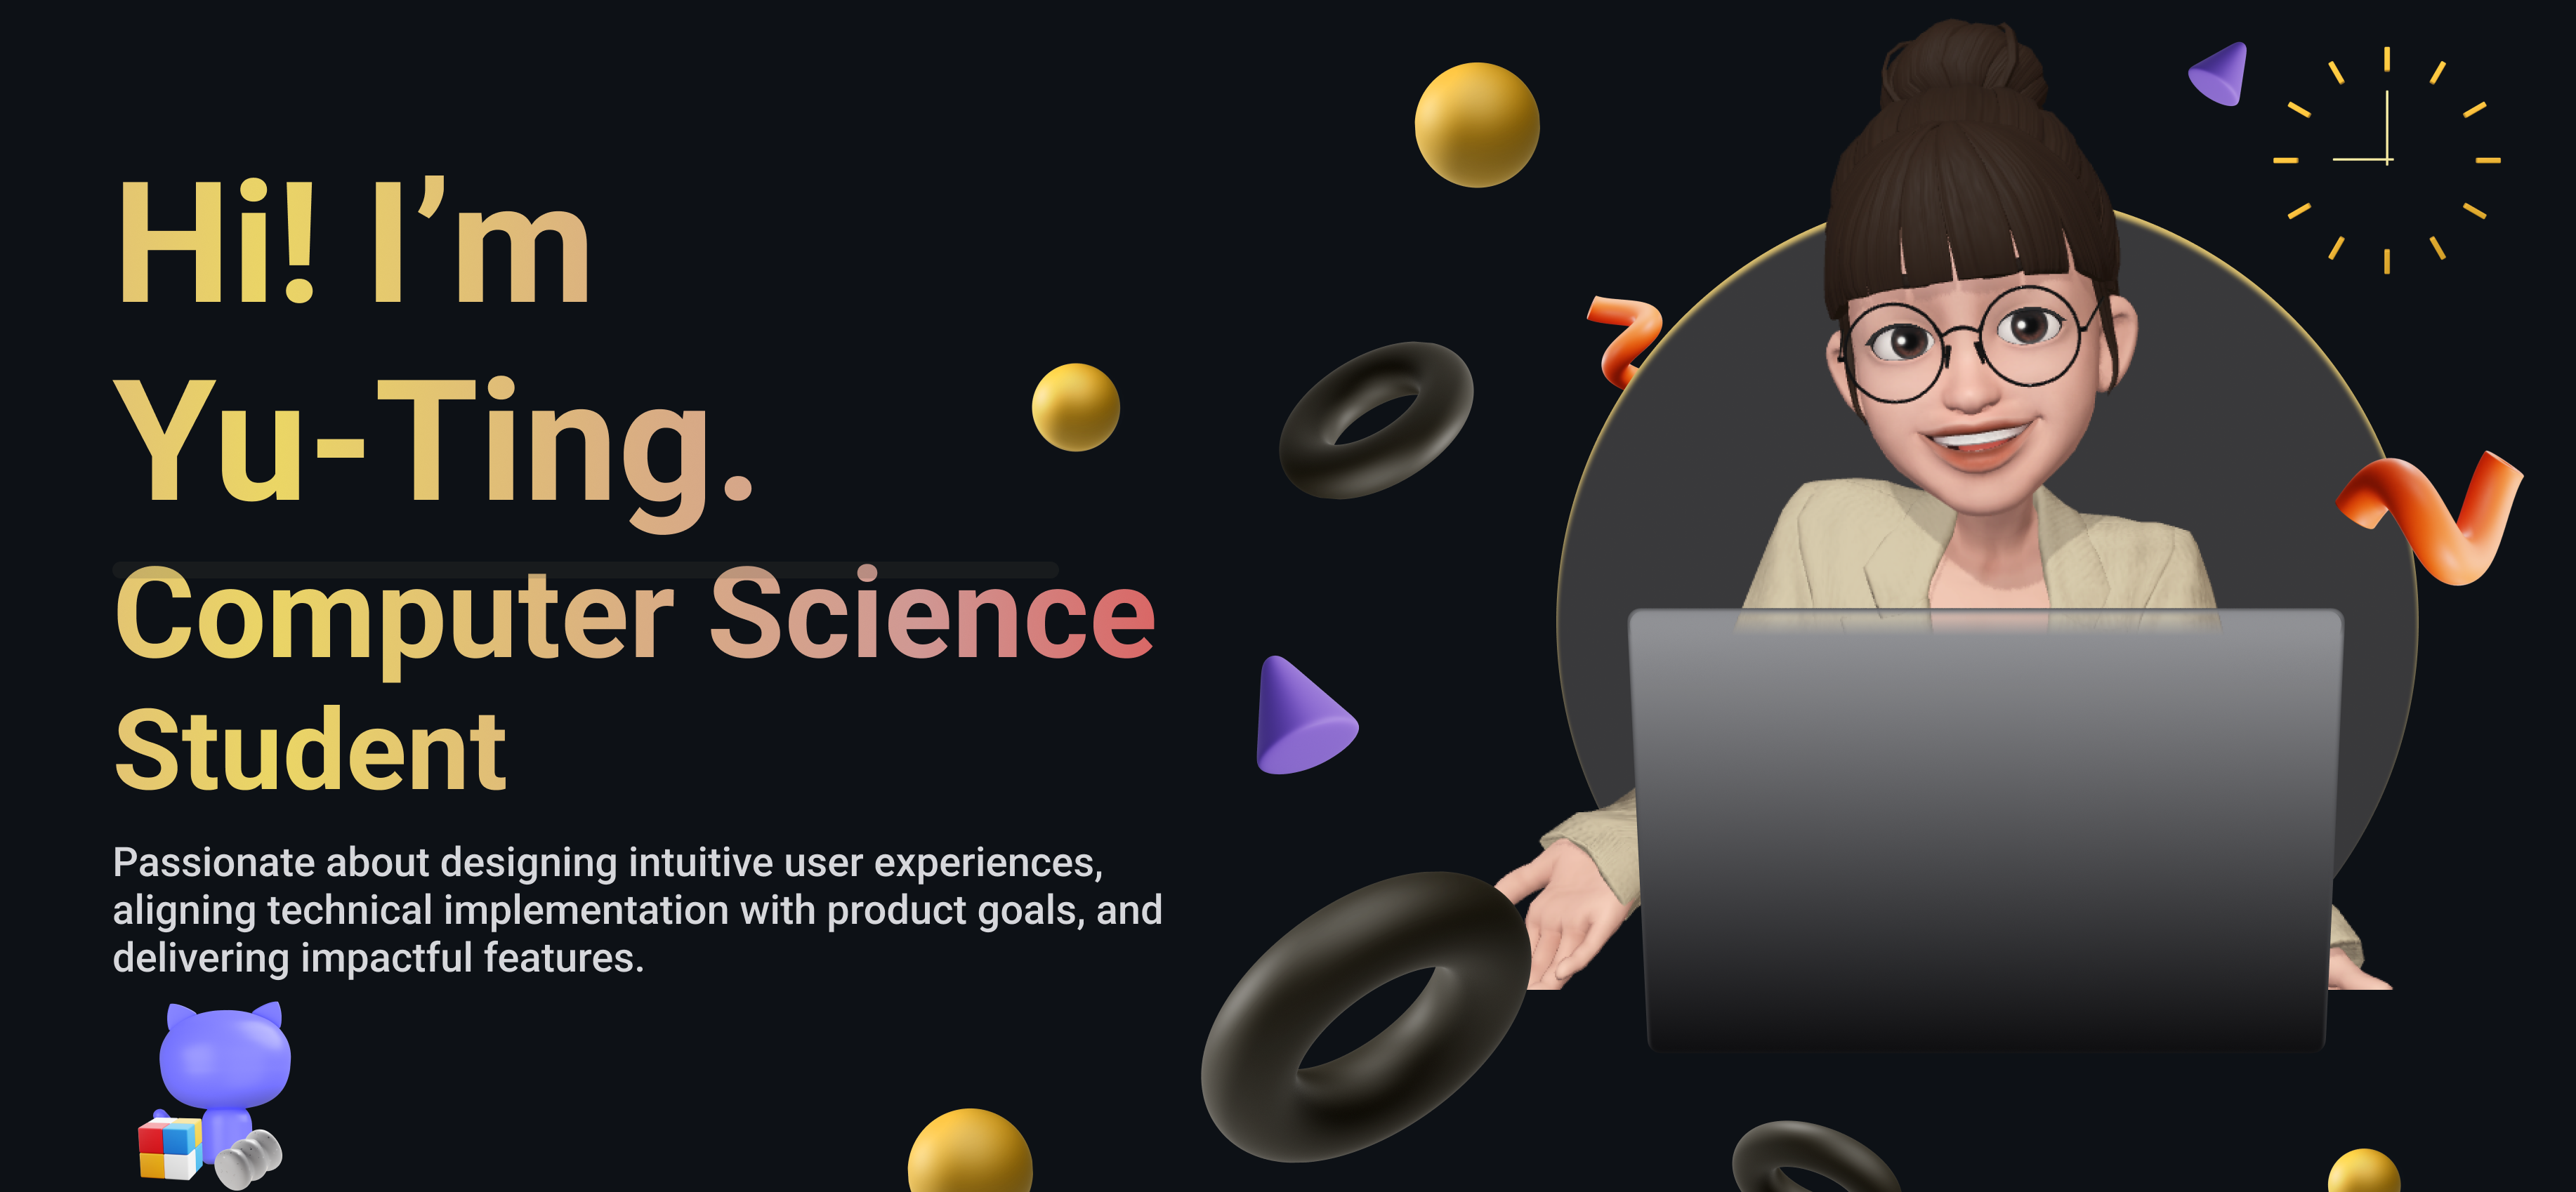 Hi! I’m
Yu-Ting.
Computer Science
Student
Passionate about designing intuitive user experiences,
aligning technical implementation with product goals, and
delivering impactful features.